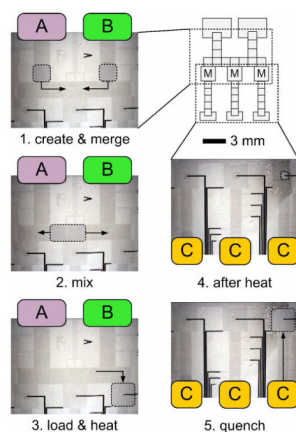 A B
1. create & merge
M M M
3 mm
A B
2. mix
C C C
4. after heat
A B
3. load & heat
C C C
5. quench